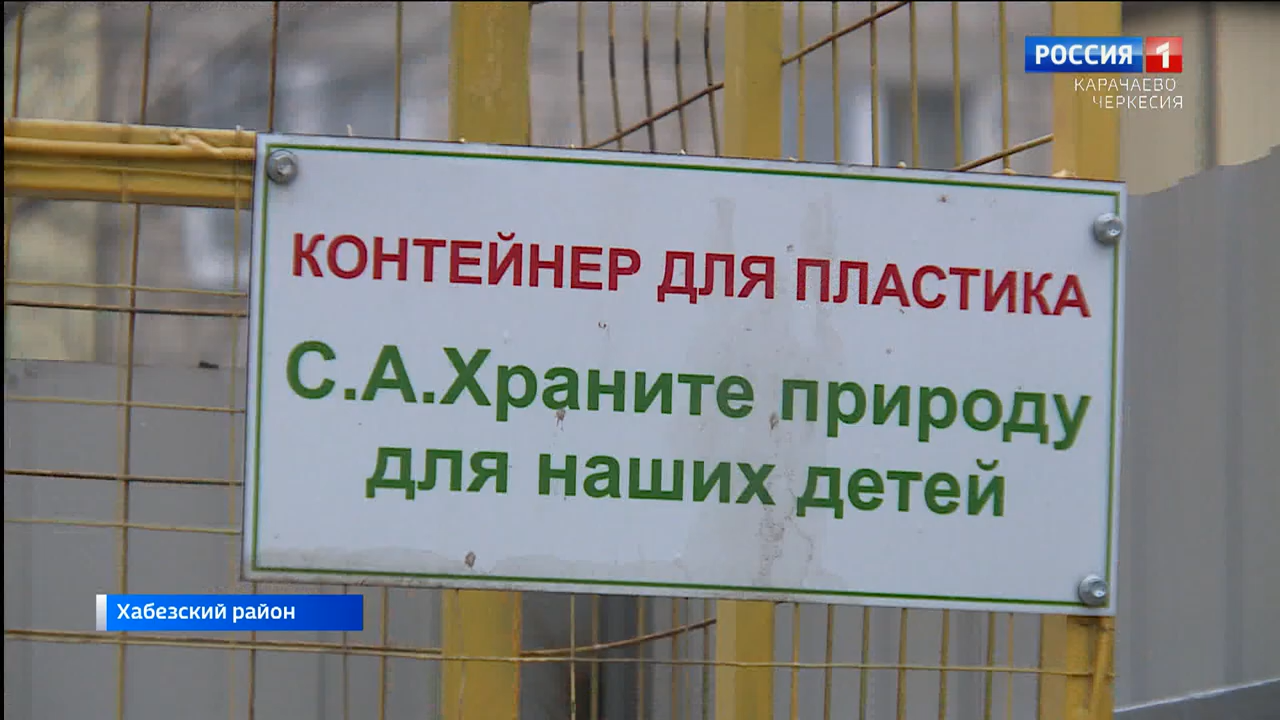 РОССИЯ 1
КАРАЧАЕВО
ЧЕРКЕСИЯ
КОНТЕЙНЕР ДЛЯ ПЛАСТИКА
С.А.Храните природу
для наших детей
Хабезский район